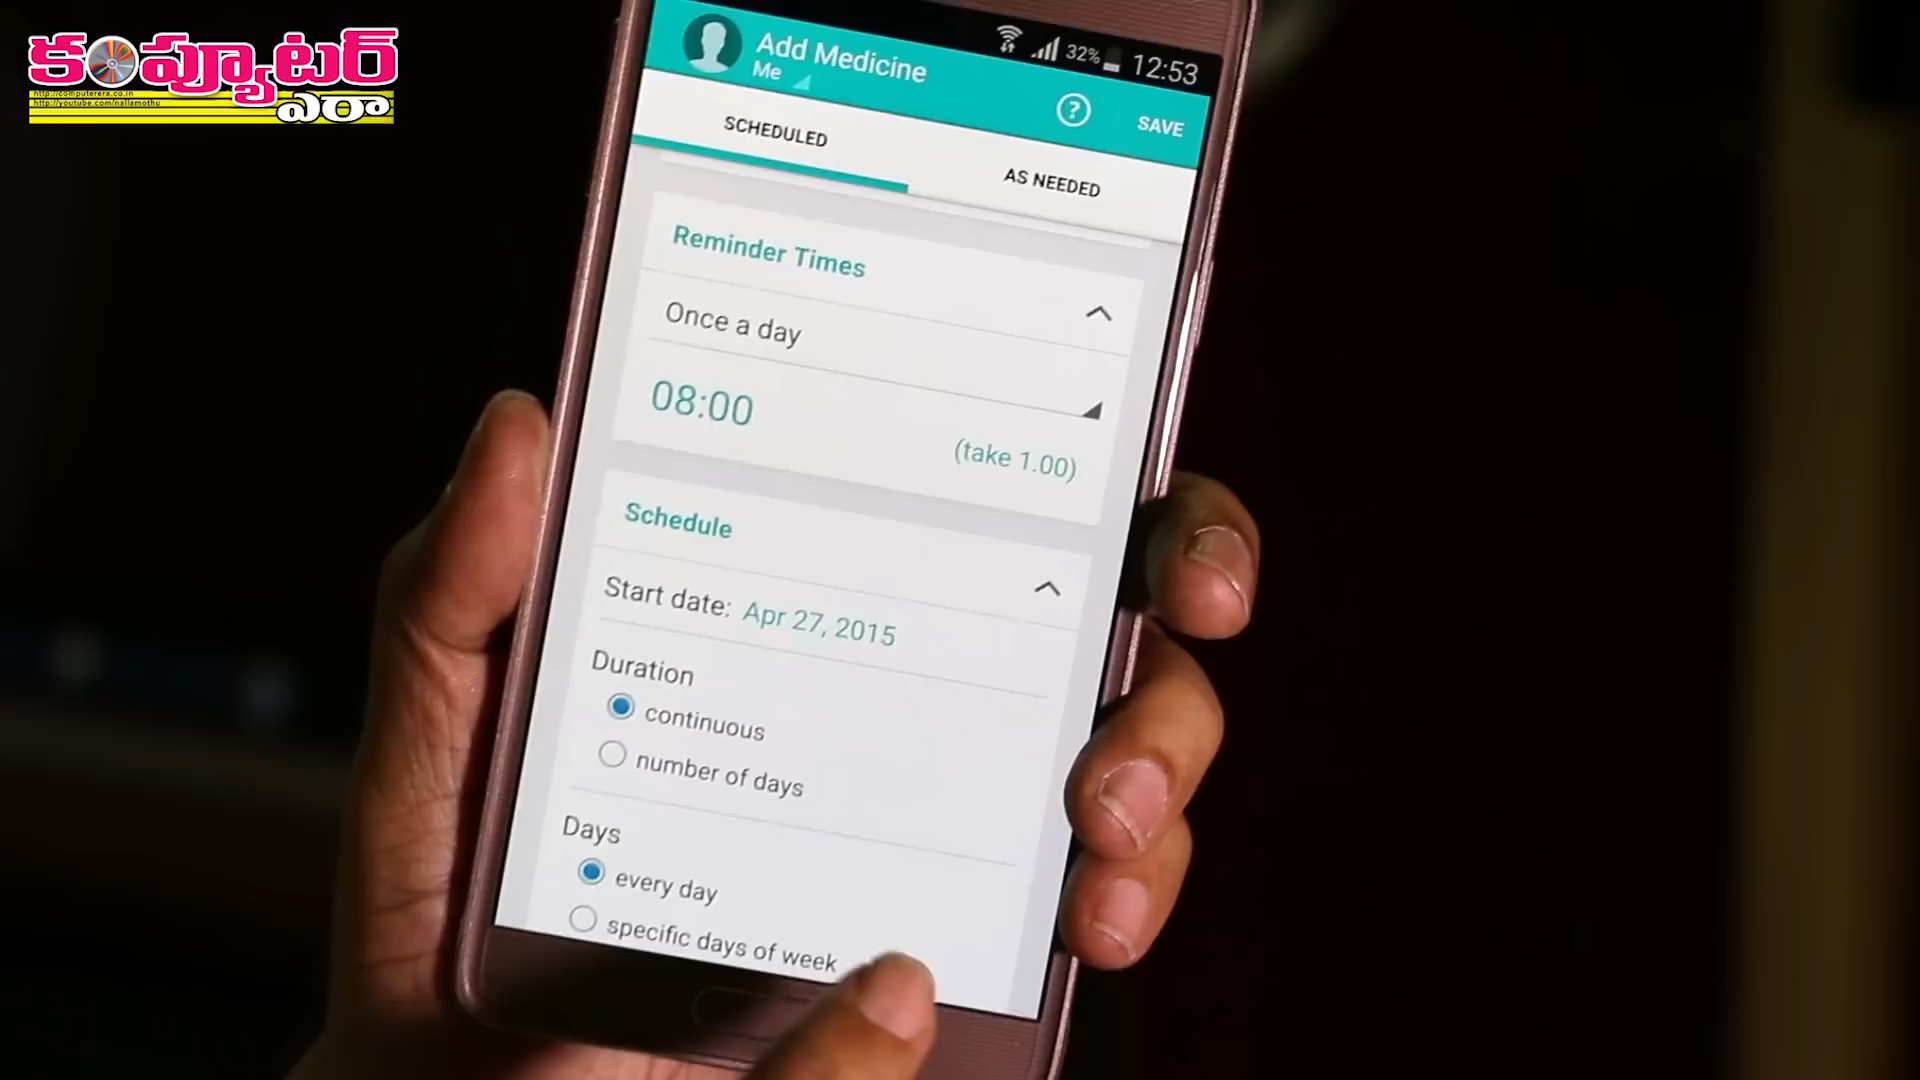 కంప్యూటర్
http://computerera.co.in
http://youtube.com/nallamothu
ఎరా
32% 12:53
Add Medicine
Me
SAVE
SCHEDULED
AS NEEDED
Reminder Times
Once a day
08:00
(take 1.00)
Schedule
Start date: Apr 27, 2015
Duration
continuous
number of days
Days
every day
specific days of week